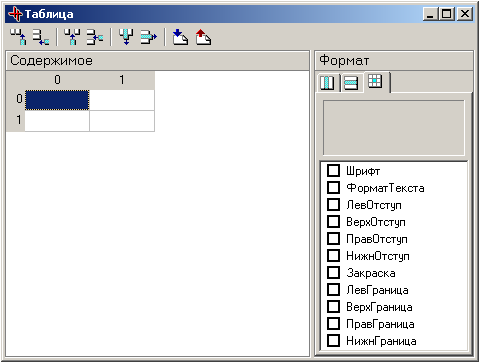 Таблица
Содержимое
Формат
0 1
0
1
Шрифт
ФорматТекста
ЛевОтступ
ВерхОтступ
ПравОтступ
НижнОтступ
Закраска
ЛевГраница
ВерхГраница
ПравГраница
НижнГраница